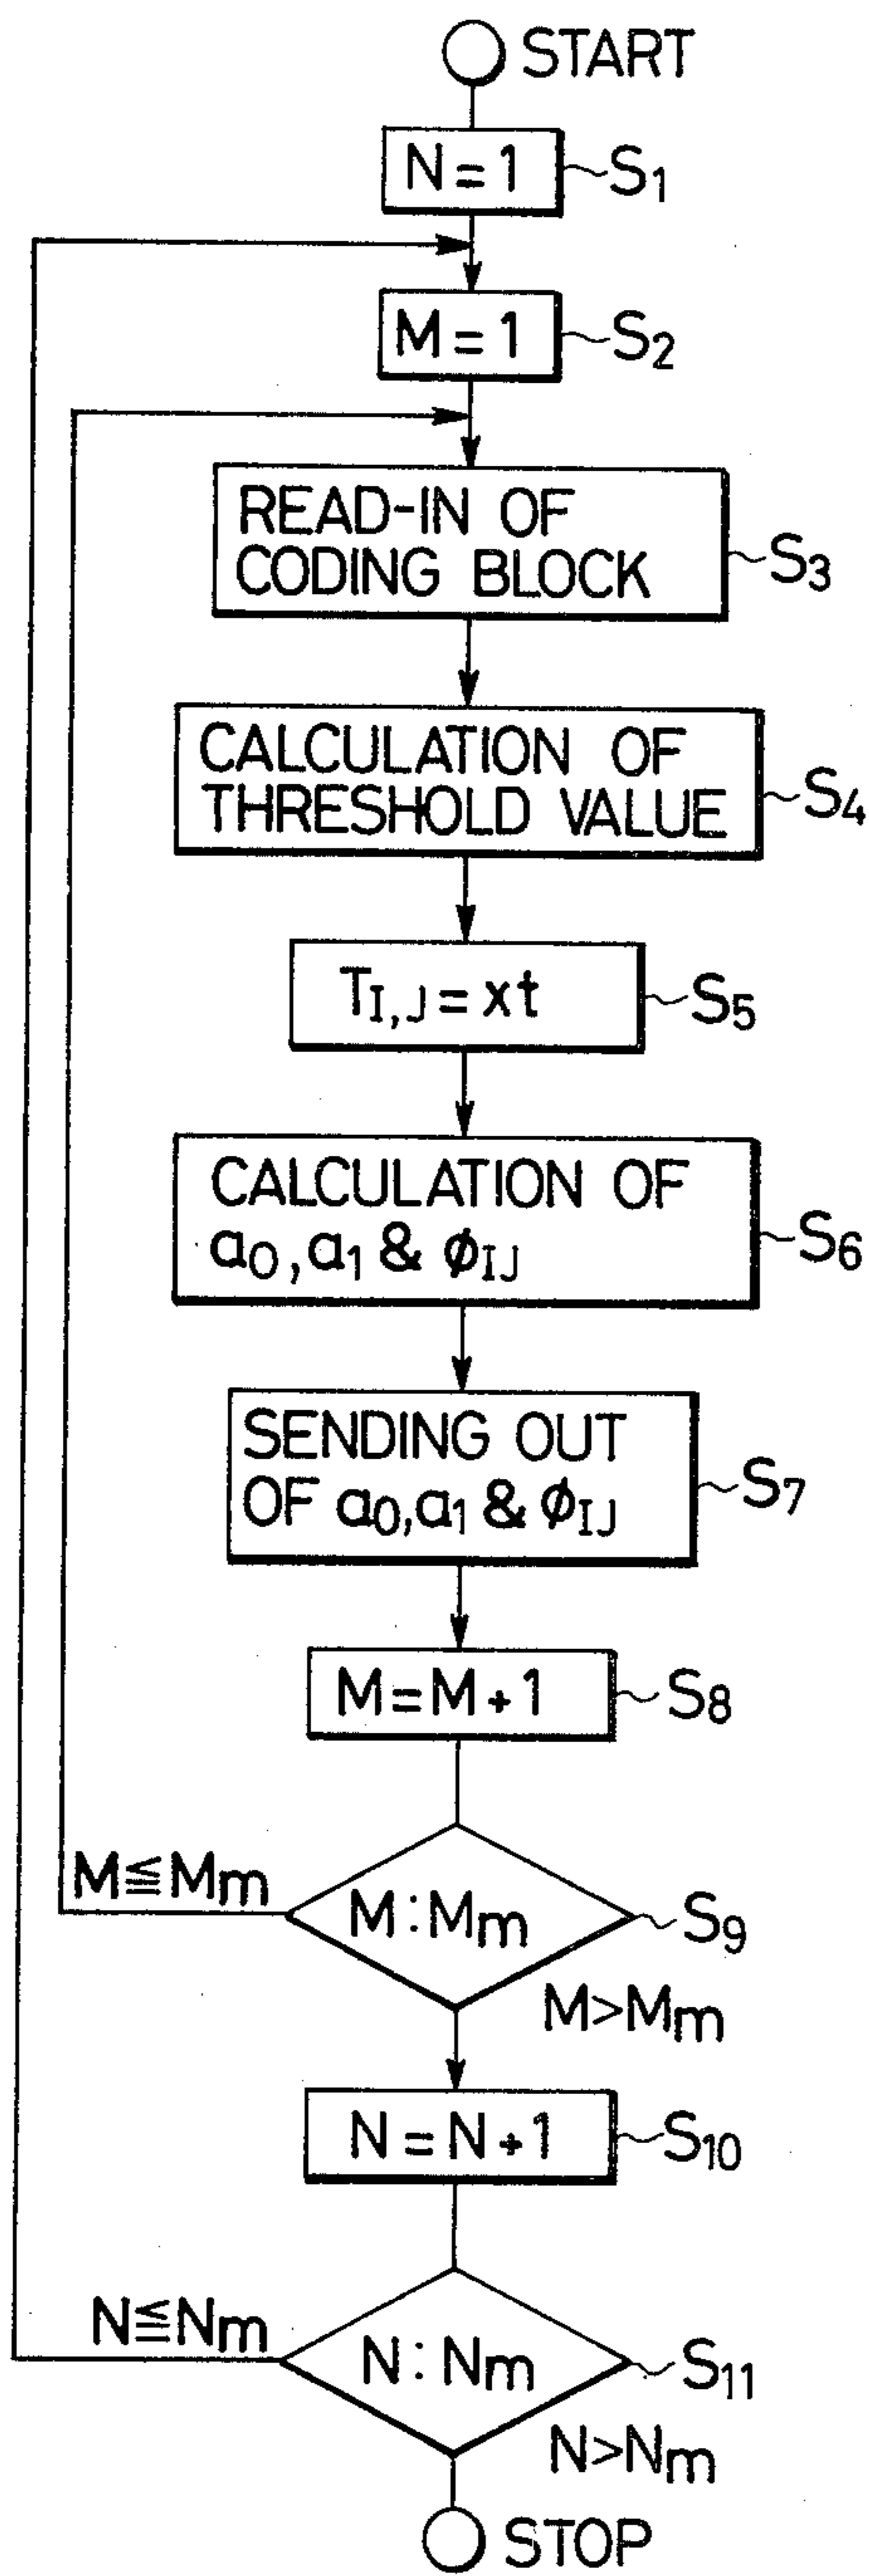 START
N = 1
S1
M = 1
S2
READ-IN OF
CODING BLOCK
S3
CALCULATION OF
THRESHOLD VALUE
S4
TI,J = xt
S5
CALCULATION OF
a0, a1 & ϕIJ
S6
SENDING OUT
OF a0, a1 & ϕIJ
S7
M = M + 1
S8
M ≦ Mm
M : Mm
S9
M > Mm
N = N + 1
S10
N ≦ Nm
N : Nm
S11
N > Nm
STOP